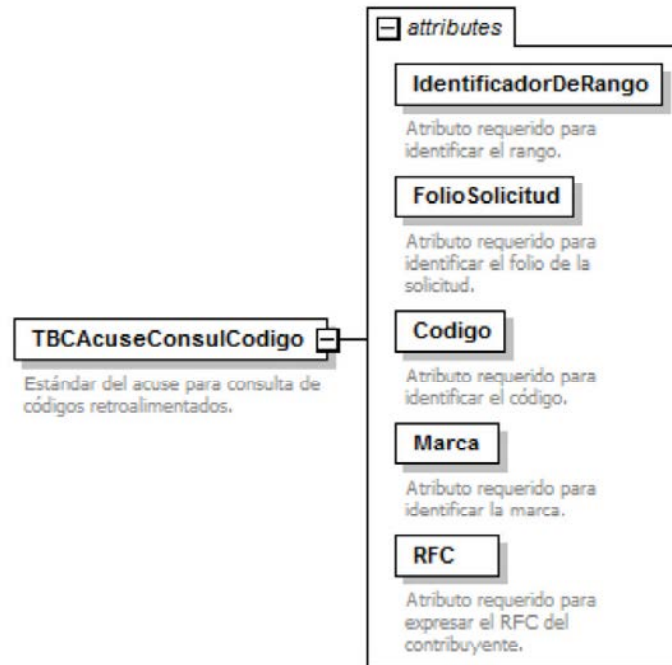 attributes
IdentificadorDeRango
Atributo requerido para
identificar el rango.
FolioSolicitud
Atributo requerido para
identificar el folio de la
solicitud.
TBCAcuseConsulCodigo
Estándar del acuse para consulta de
códigos retroalimentados.
Codigo
Atributo requerido para
identificar el código.
Marca
Atributo requerido para
identificar la marca.
RFC
Atributo requerido para
expresar el RFC del
contribuyente.